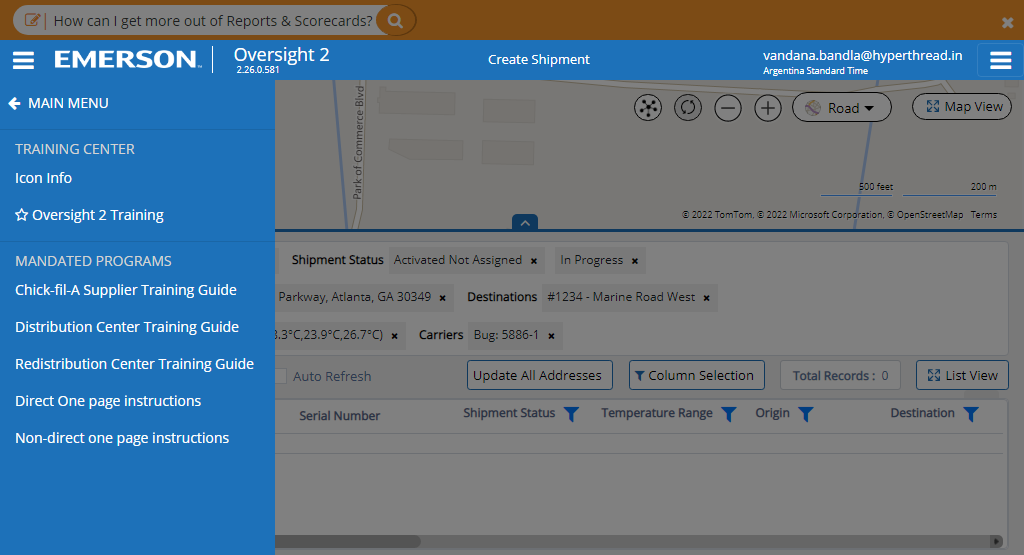 How can I get more out of Reports & Scorecards?
EMERSON
Oversight 2
2.26.0.581
Create Shipment
vandana.bandla@hyperthread.in
Argentina Standard Time
MAIN MENU
TRAINING CENTER
Icon Info
Oversight 2 Training
MANDATED PROGRAMS
Chick-fil-A Supplier Training Guide
Distribution Center Training Guide
Redistribution Center Training Guide
Direct One page instructions
Non-direct one page instructions
Park of Commerce Blvd
Road
Map View
500 feet
200 m
© 2022 TomTom, © 2022 Microsoft Corporation, © OpenStreetMap Terms
Shipment Status Activated Not Assigned × In Progress ×
Parkway, Atlanta, GA 30349 × Destinations #1234 - Marine Road West ×
3.3°C,23.9°C,26.7°C) × Carriers Bug: 5886-1 ×
Auto Refresh
Update All Addresses
Column Selection
Total Records : 0
List View
Serial Number
Shipment Status
Temperature Range
Origin
Destination